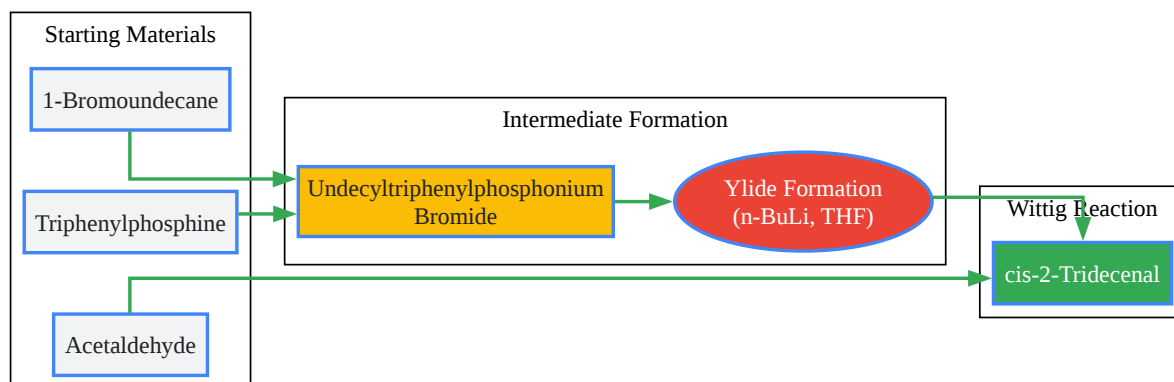 Starting Materials
1-Bromoundecane
Triphenylphosphine
Acetaldehyde
Intermediate Formation
Undecyltriphenylphosphonium
Bromide
Ylide Formation
(n-BuLi, THF)
Wittig Reaction
cis-2-Tridecenal